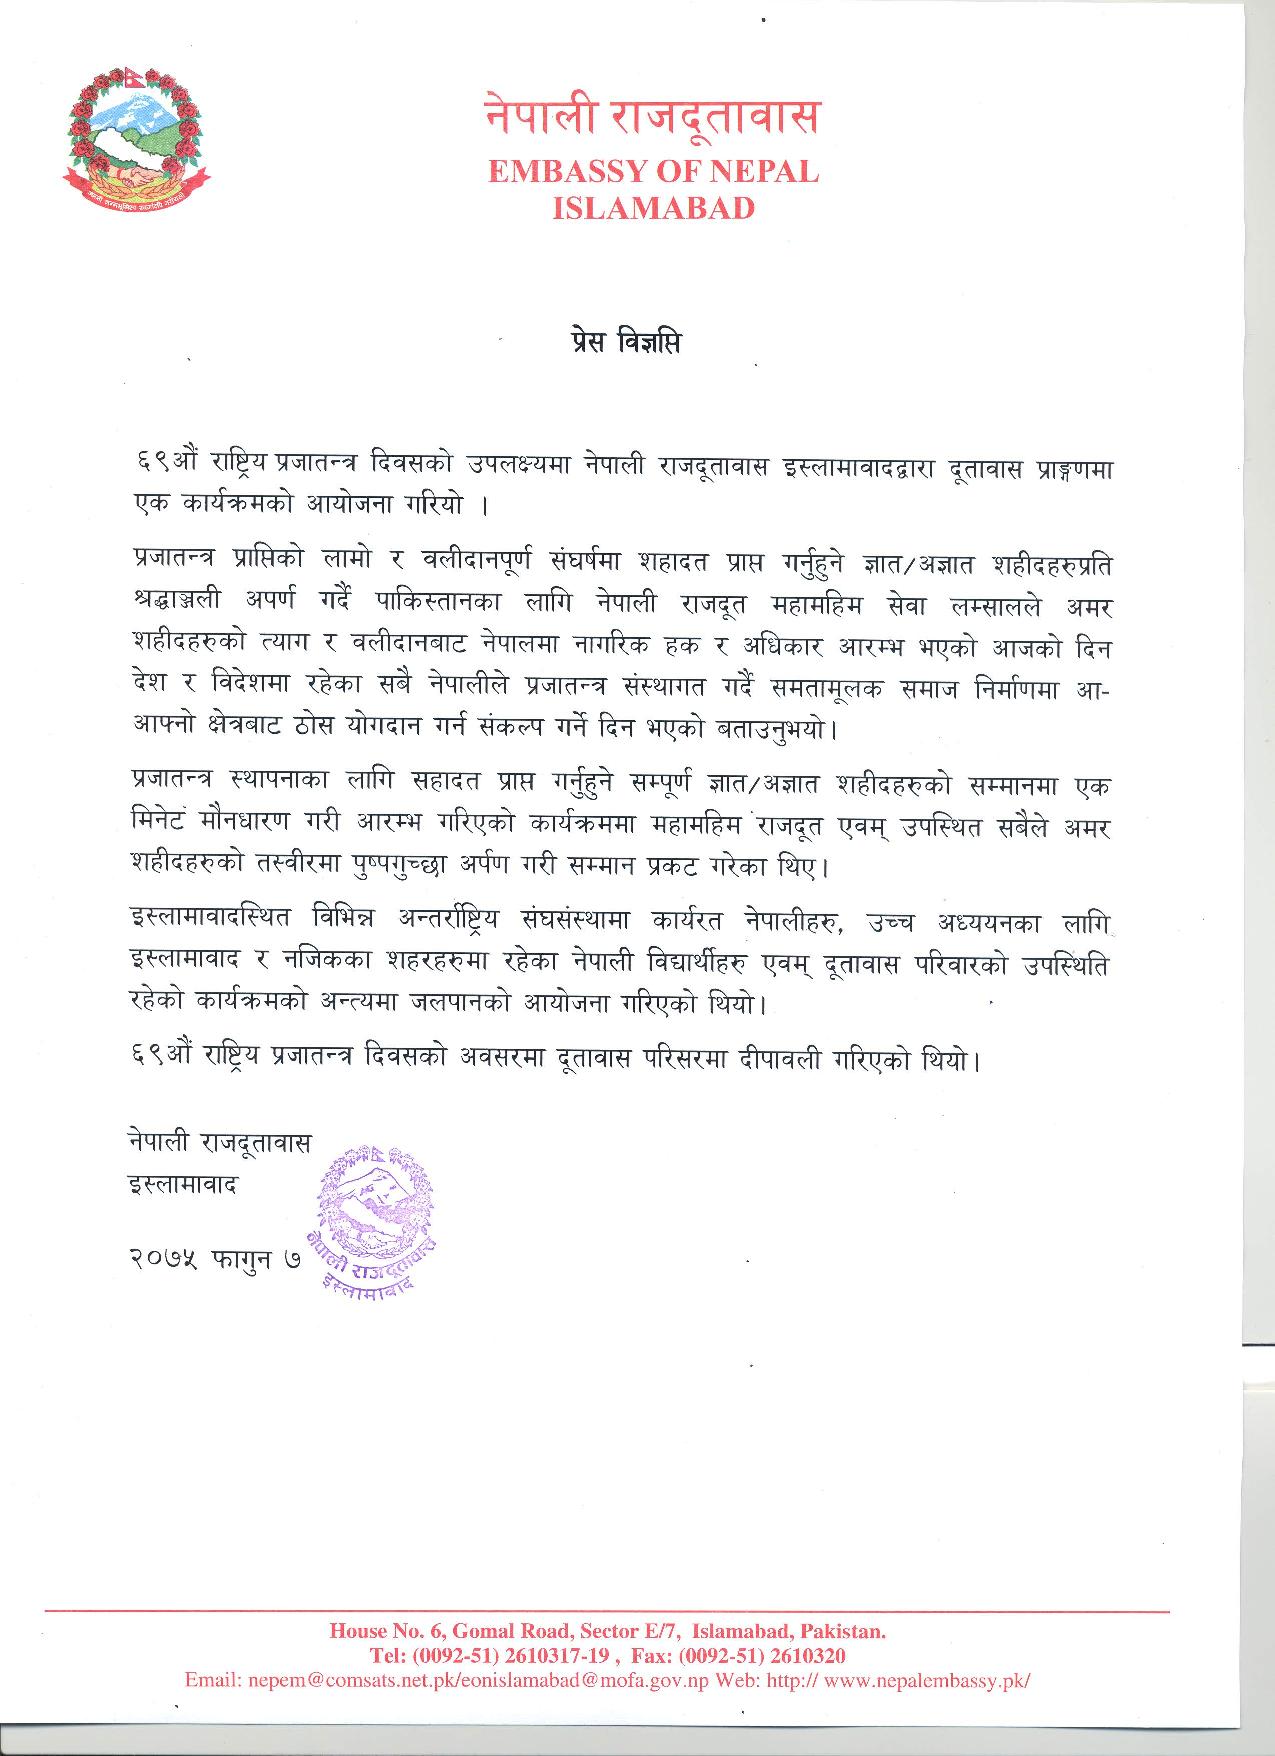 नेपाली राजदूतावास
EMBASSY OF NEPAL
ISLAMABAD
प्रेस विज्ञप्ति
६९औं राष्ट्रिय प्रजातन्त्र दिवसको उपलक्ष्यमा नेपाली राजदूतावास इस्लामावादद्वारा दूतावास प्राङ्गणमा
एक कार्यक्रमको आयोजना गरियो ।
प्रजातन्त्र प्राप्तिको लामो र वलीदानपूर्ण संघर्षमा शहादत प्राप्त गर्नुहुने ज्ञात/अज्ञात शहीदहरुप्रति
श्रद्धाञ्जली अपर्ण गर्दै पाकिस्तानका लागि नेपाली राजदूत महामहिम सेवा लम्सालले अमर
शहीदहरुको त्याग र वलीदानबाट नेपालमा नागरिक हक र अधिकार आरम्भ भएको आजको दिन
देश र विदेशमा रहेका सबै नेपालीले प्रजातन्त्र संस्थागत गर्दै समतामूलक समाज निर्माणमा आ-
आफ्नो क्षेत्रबाट ठोस योगदान गर्न संकल्प गर्ने दिन भएको बताउनुभयो।
प्रजातन्त्र स्थापनाका लागि सहादत प्राप्त गर्नुहुने सम्पूर्ण ज्ञात/अज्ञात शहीदहरुको सम्मानमा एक
मिनेट मौनधारण गरी आरम्भ गरिएको कार्यक्रममा महामहिम राजदूत एवम् उपस्थित सबैले अमर
शहीदहरुको तस्वीरमा पुष्पगुच्छा अर्पण गरी सम्मान प्रकट गरेका थिए।
इस्लामावादस्थित विभिन्न अन्तर्राष्ट्रिय संघसंस्थामा कार्यरत नेपालीहरु, उच्च अध्ययनका लागि
इस्लामावाद र नजिकका शहरहरुमा रहेका नेपाली विद्यार्थीहरु एवम् दूतावास परिवारको उपस्थिति
रहेको कार्यक्रमको अन्त्यमा जलपानको आयोजना गरिएको थियो।
६९औं राष्ट्रिय प्रजातन्त्र दिवसको अवसरमा दूतावास परिसरमा दीपावली गरिएको थियो।
नेपाली राजदूतावास
इस्लामावाद
२०७५ फागुन ७
नेपाली राजदूतावास
इस्लामाबाद
House No. 6, Gomal Road, Sector E/7, Islamabad, Pakistan.
Tel: (0092-51) 2610317-19 , Fax: (0092-51) 2610320
Email: nepem@comsats.net.pk/eonislamabad@mofa.gov.np Web: http:// www.nepalembassy.pk/